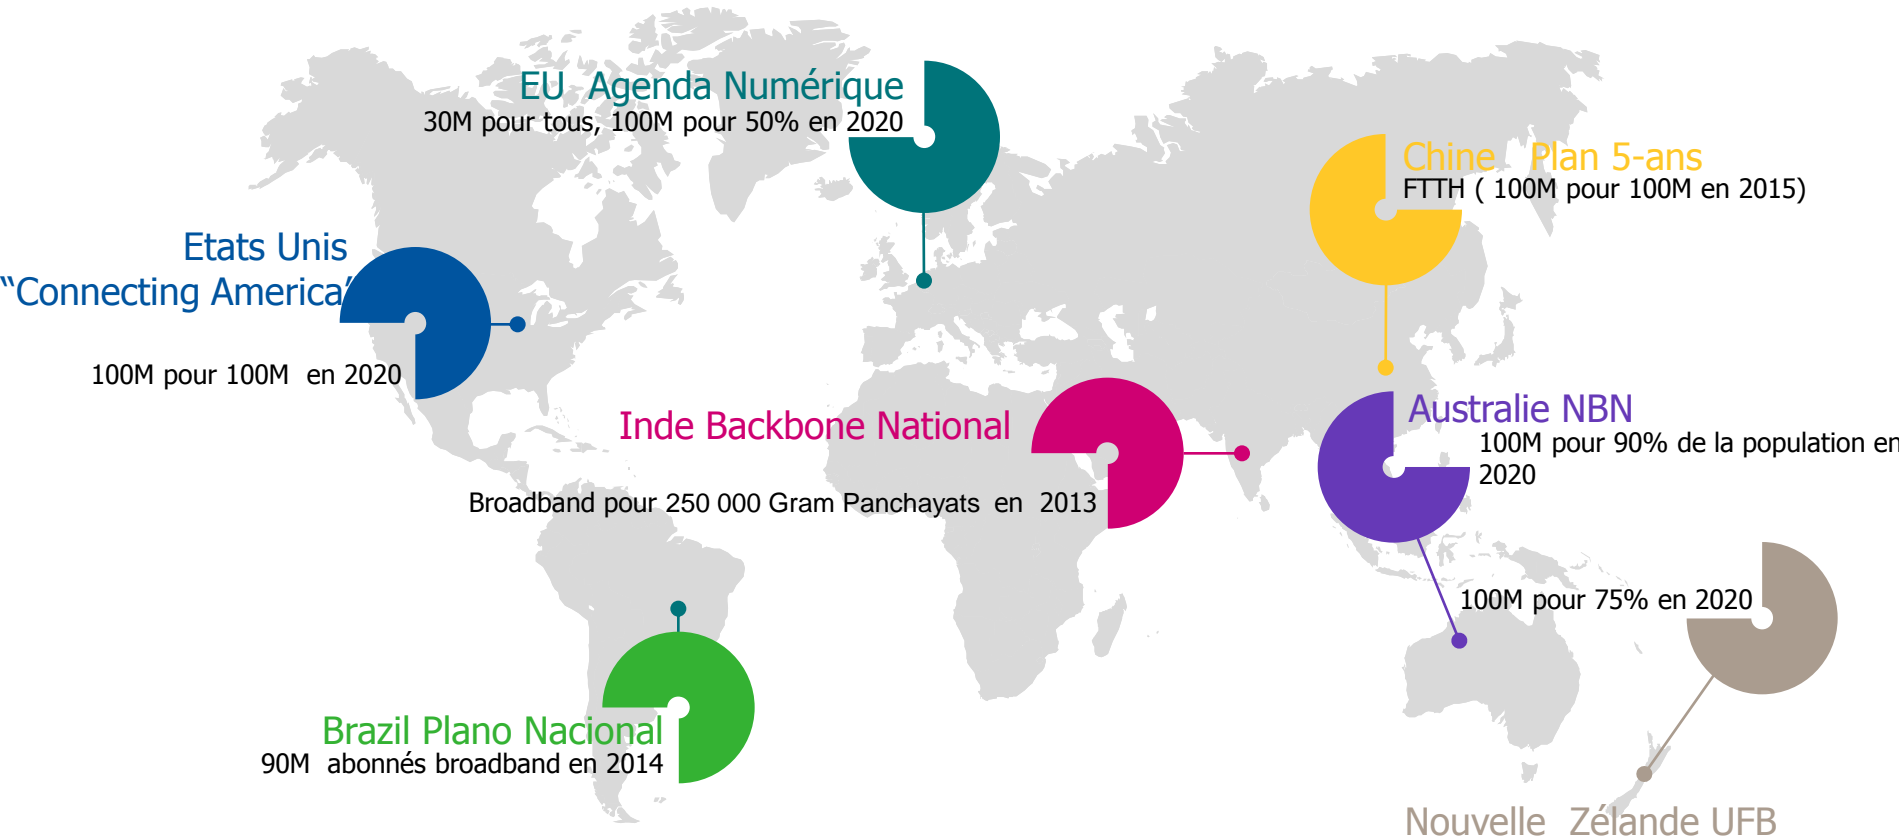 EU Agenda Numérique
30M pour tous, 100M pour 50% en 2020
Chine Plan 5-ans
FTTH ( 100M pour 100M en 2015)
Etats Unis
“Connecting America”
100M pour 100M en 2020
Inde Backbone National
Broadband pour 250 000 Gram Panchayats en 2013
Australie NBN
100M pour 90% de la population en
2020
100M pour 75% en 2020
Nouvelle Zélande UFB
Brazil Plano Nacional
90M abonnés broadband en 2014